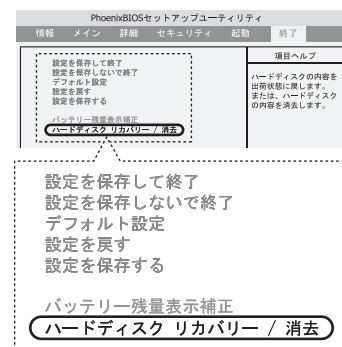 PhoenixBIOSセットアップユーティリティ
情報 メイン 詳細 セキュリティ 起動 終了
設定を保存して終了
設定を保存しないで終了
デフォルト設定
設定を戻す
設定を保存する
バッテリー残量表示補正
ハードディスク リカバリー / 消去
項目ヘルプ
ハードディスクの内容を
出荷状態に戻します。
または、ハードディスク
の内容を消去します。
設定を保存して終了
設定を保存しないで終了
デフォルト設定
設定を戻す
設定を保存する
バッテリー残量表示補正
ハードディスク リカバリー / 消去